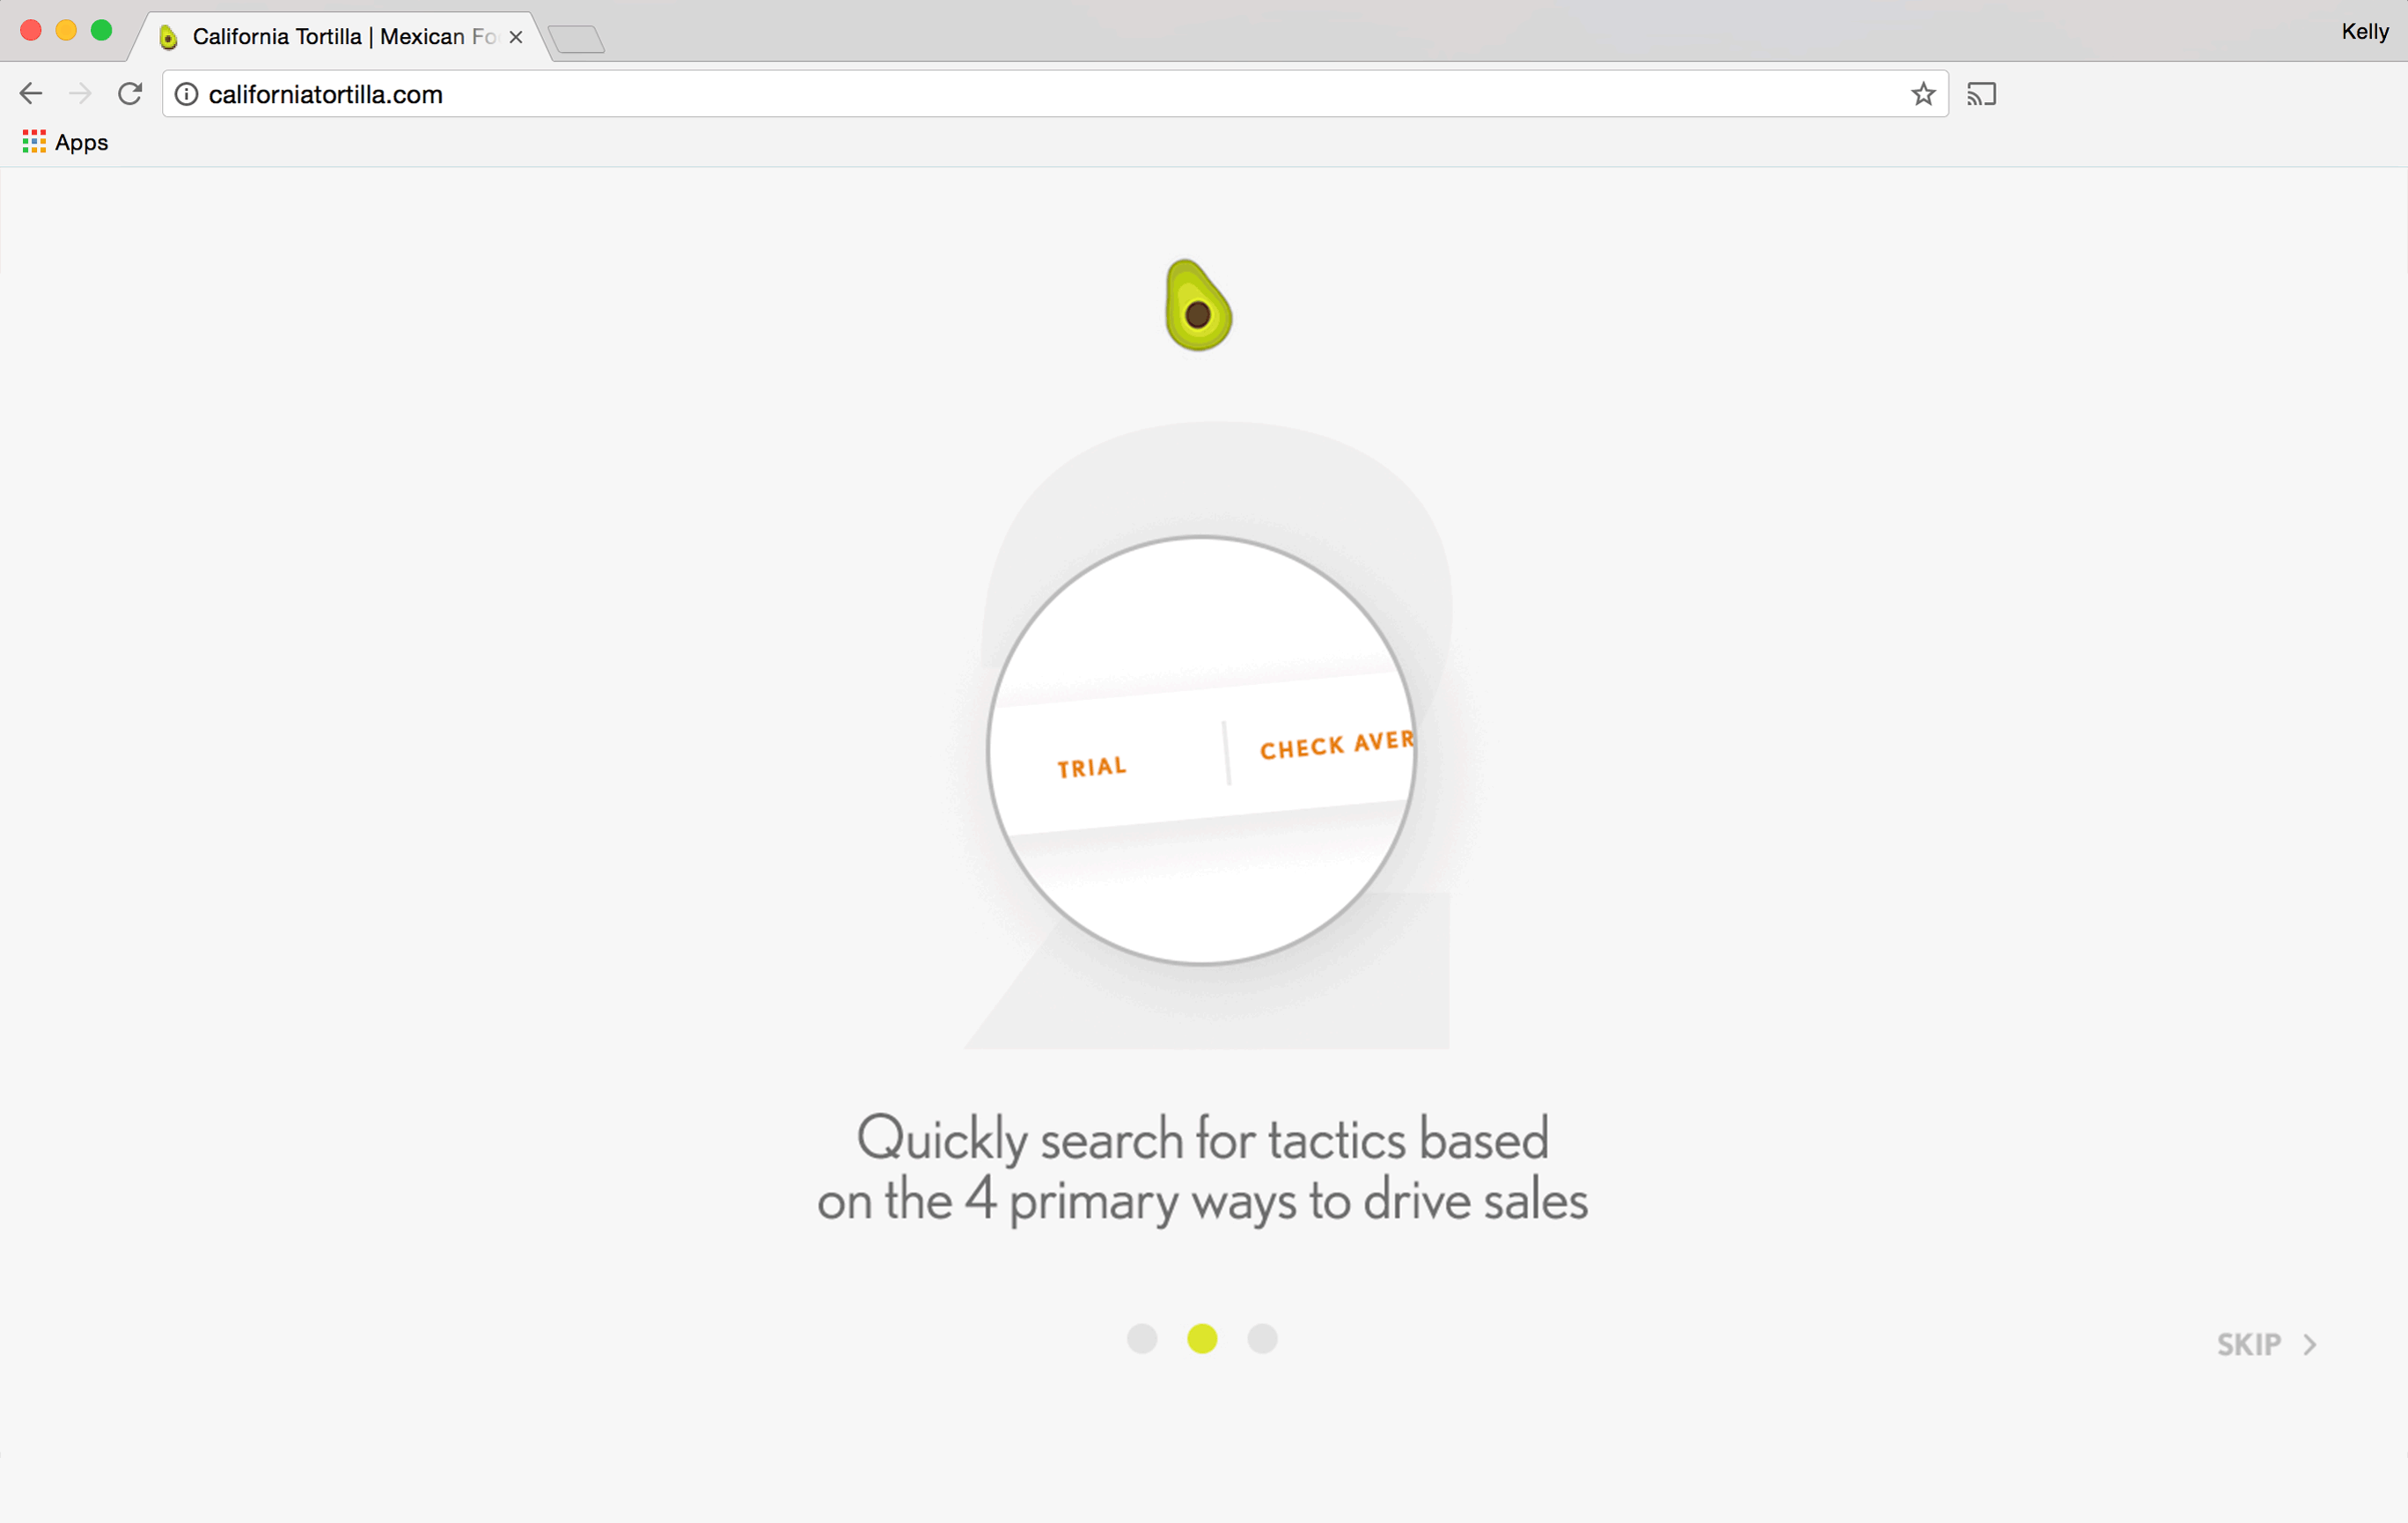 California Tortilla | Mexican Fo
Kelly
californiatortilla.com
Apps
2
TRIAL
CHECK AVER
Quickly search for tactics based
on the 4 primary ways to drive sales
SKIP